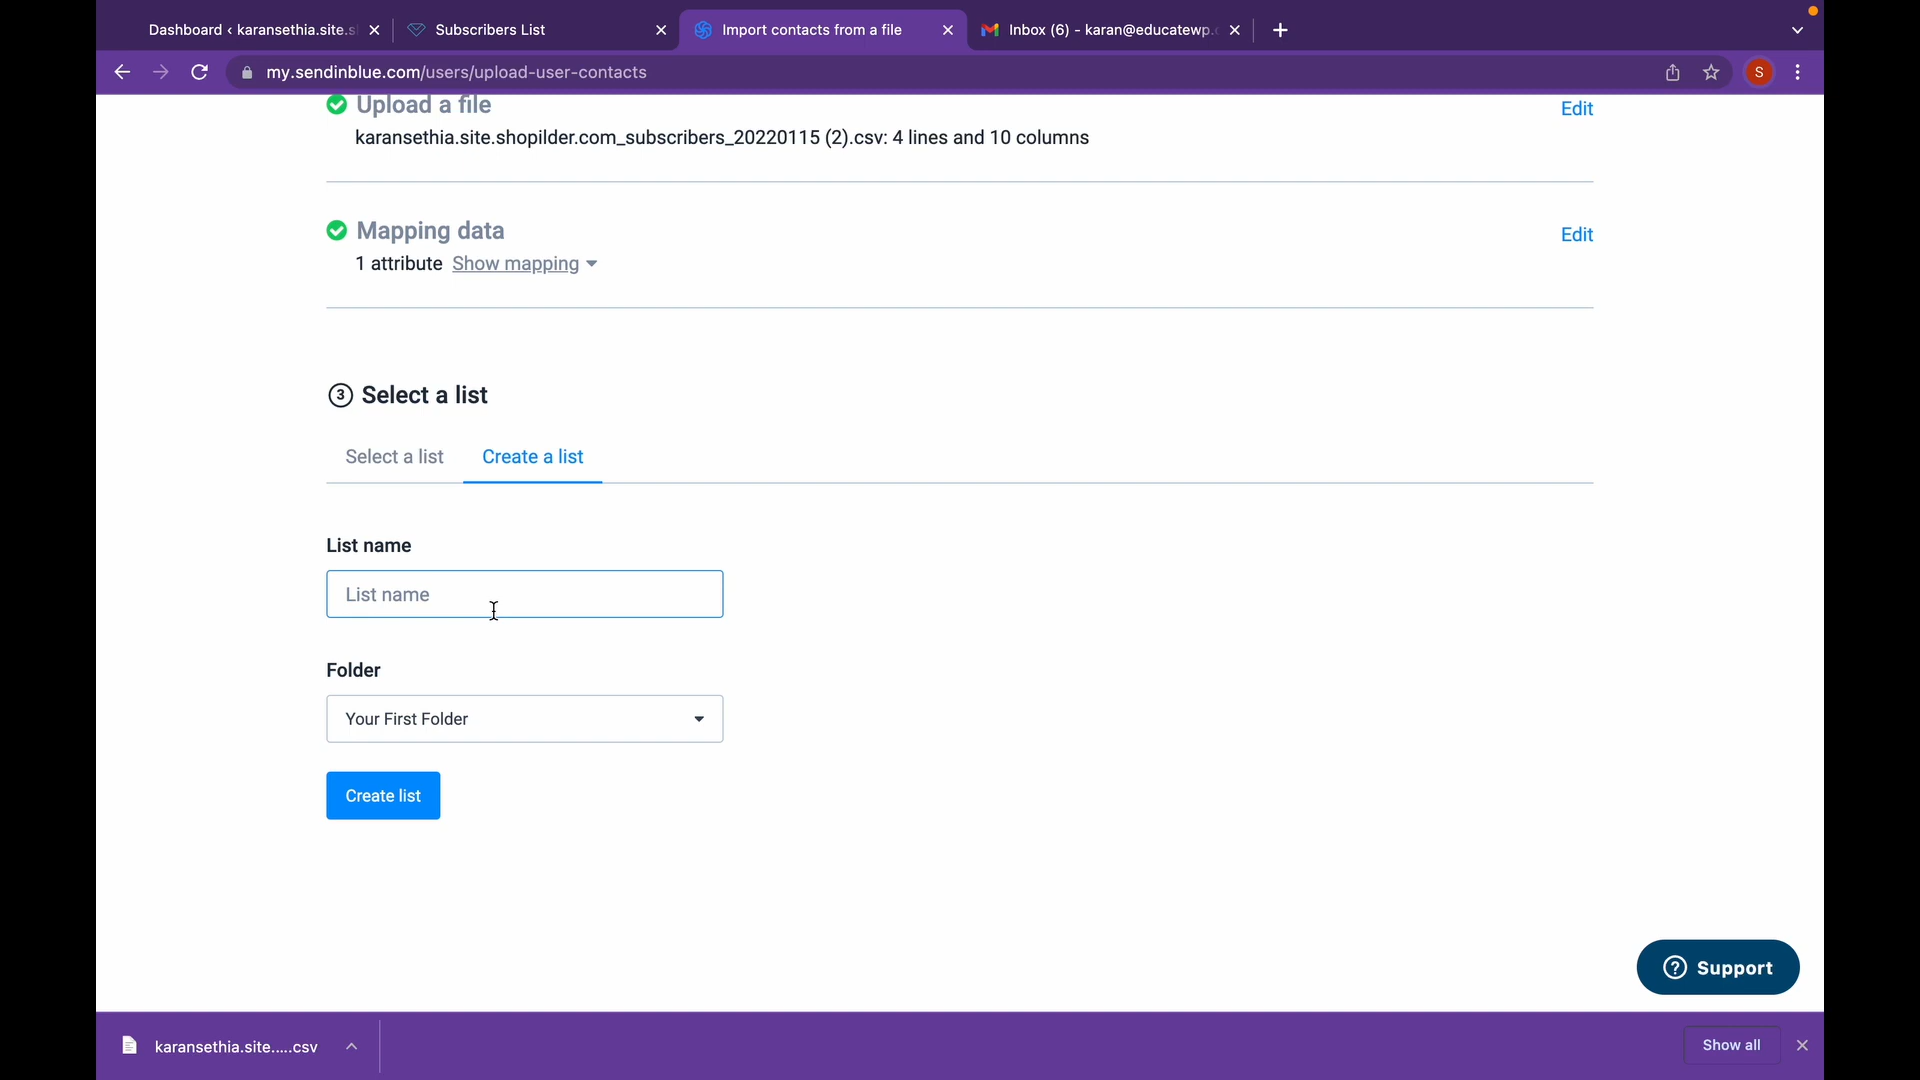 Dashboard ‹ karansethia.site.s
Subscribers List
Import contacts from a file
Inbox (6) - karan@educatewp.c
my.sendinblue.com/users/upload-user-contacts
S
Upload a file
Edit
karansethia.site.shopilder.com_subscribers_20220115 (2).csv: 4 lines and 10 columns
Mapping data
Edit
1 attribute Show mapping
3 Select a list
Select a list
Create a list
List name
List name
Folder
Your First Folder
Create list
? Support
karansethia.site.....csv
Show all